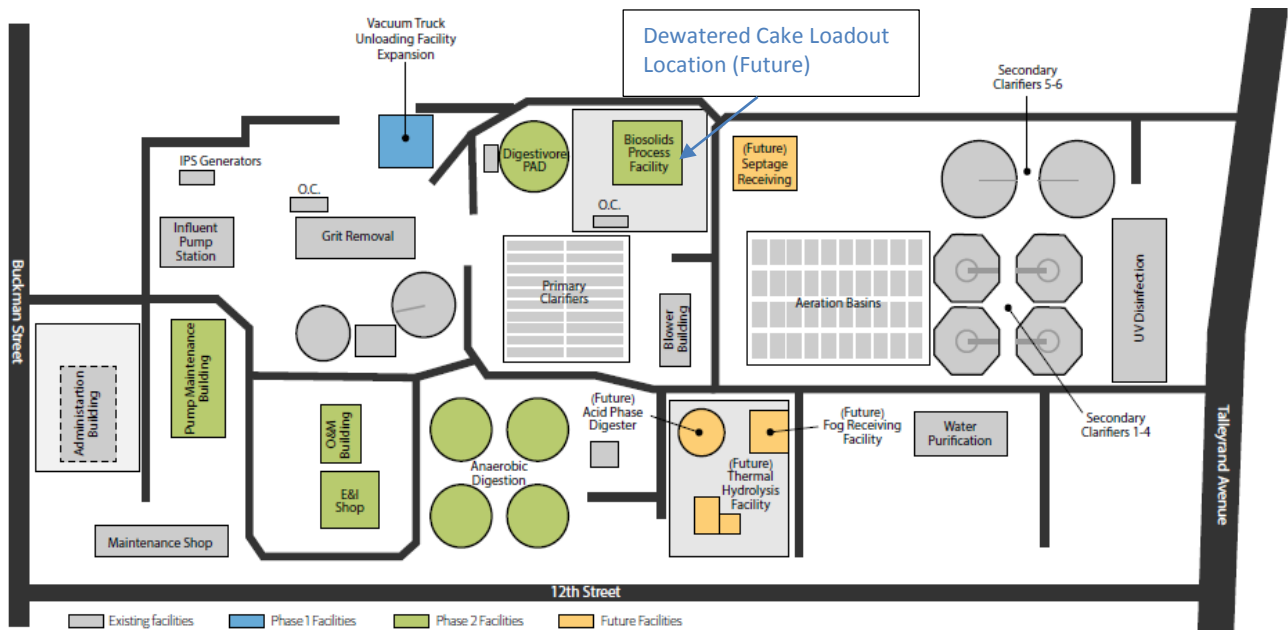 Vacuum Truck
Unloading Facility
Expansion
Dewatered Cake Loadout
Location (Future)
Secondary
Clarifiers 5-6
IPS Generators
Digestivore
PAD
Biosolids
Process
Facility
(Future)
Septage
Receiving
O.C.
O.C.
Influent
Pump
Station
Grit Removal
Buckman Street
Primary
Clarifiers
Blower
Building
Aeration Basins
UV Disinfection
Administartion
Building
Pump Maintenance
Building
O&M
Building
E&I
Shop
Anaerobic
Digestion
(Future)
Acid Phase
Digester
(Future)
Fog Receiving
Facility
(Future)
Thermal
Hydrolysis
Facility
Water
Purification
Secondary
Clarifiers 1-4
Talleyrand Avenue
Maintenance Shop
12th Street
Existing facilities
Phase 1 Facilities
Phase 2 Facilities
Future Facilities